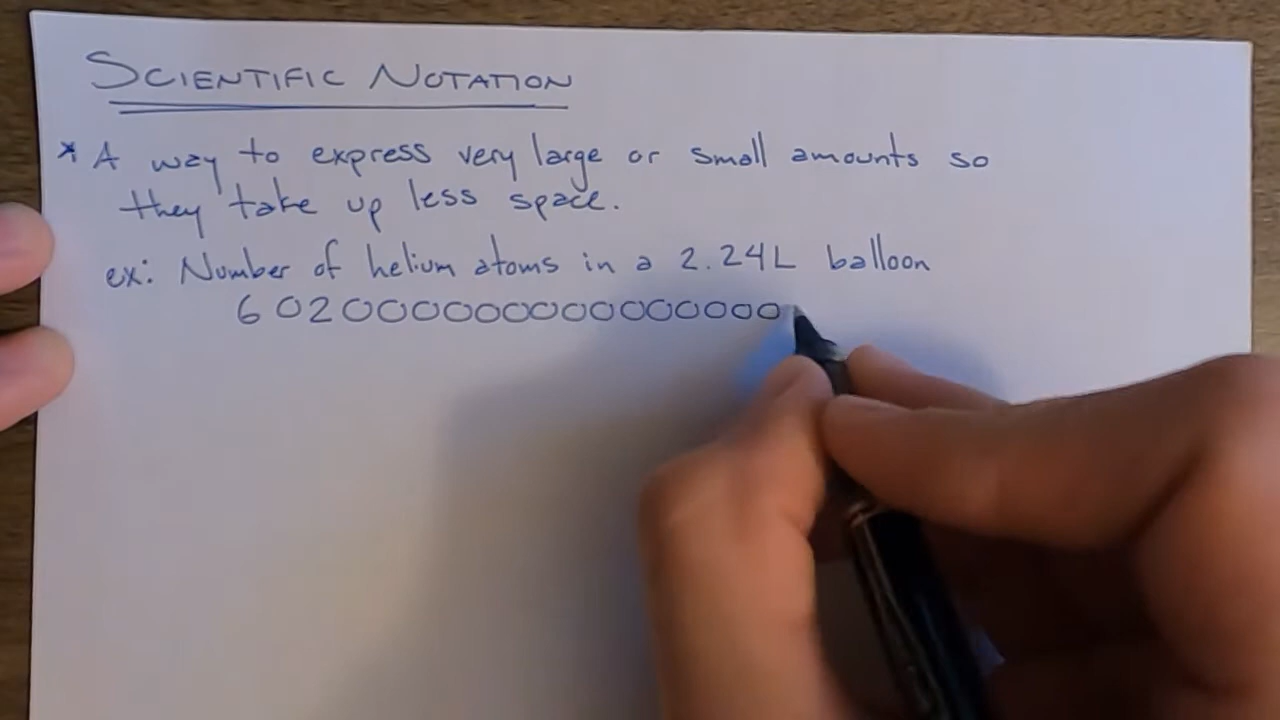 SCIENTIFIC NOTATION
* A way to express very large or small amounts so
they take up less space.
ex: Number of helium atoms in a 2.24L balloon
602000000000000000